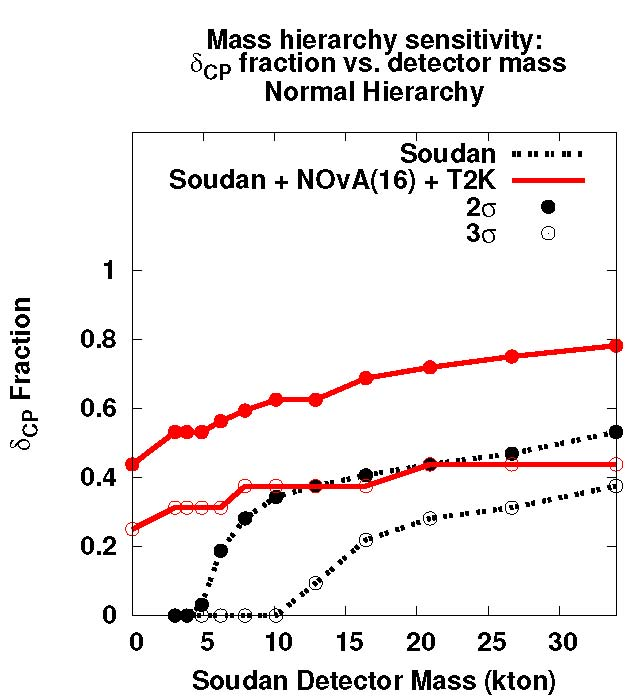 Mass hierarchy sensitivity:
δCP fraction vs. detector mass
Normal Hierarchy
Soudan
Soudan + NOvA(16) + T2K
2σ
3σ
1
0.8
0.6
0.4
0.2
0
δCP Fraction
0 5 10 15 20 25 30
Soudan Detector Mass (kton)